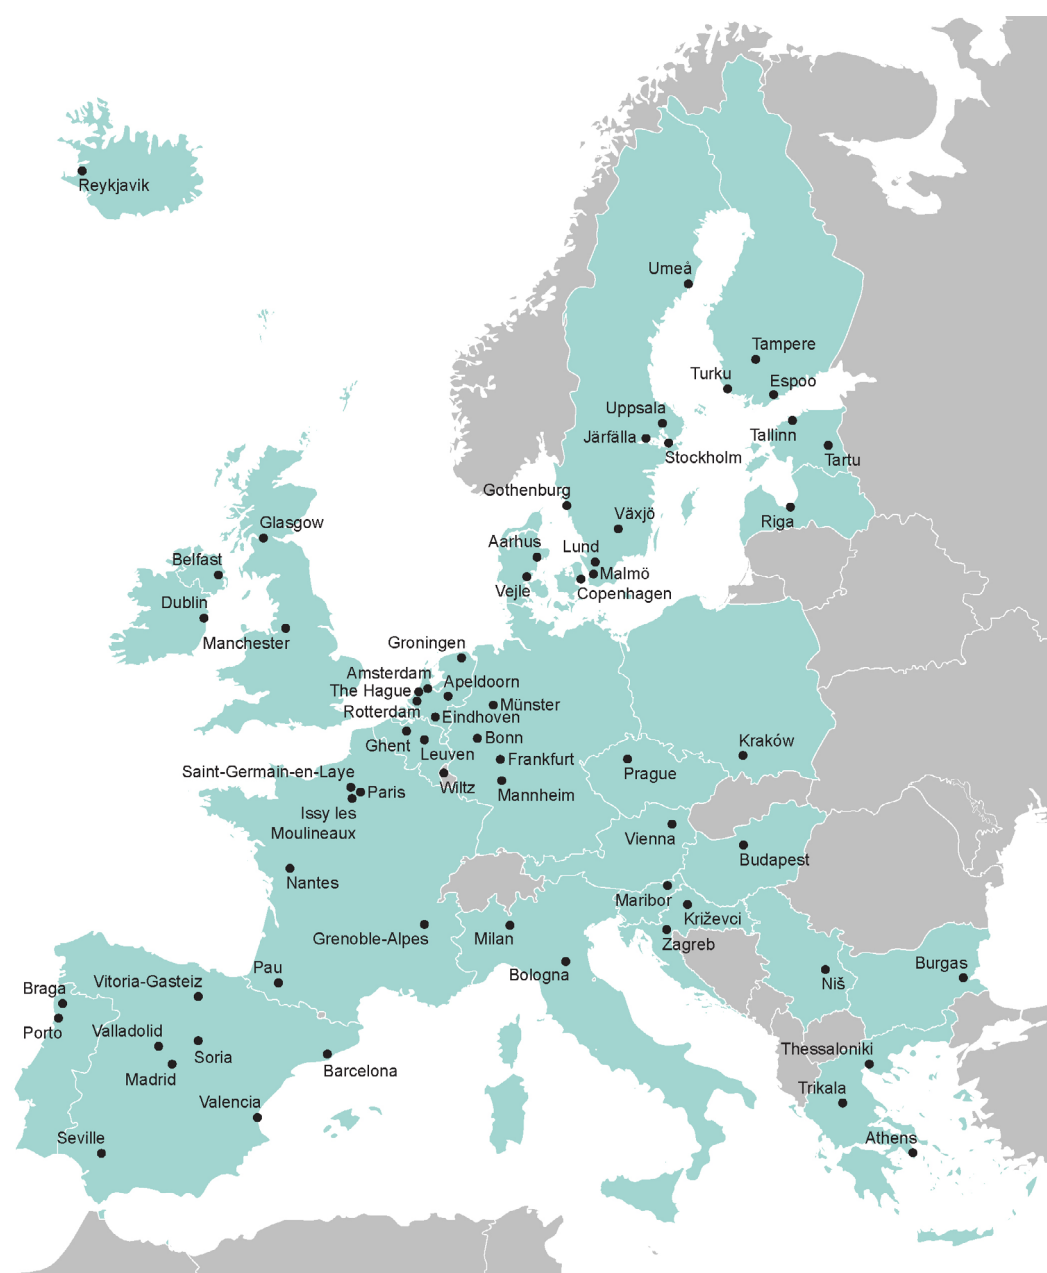 Reykjavik
Umeå
Tampere
Turku
Espoo
Uppsala
Järfälla
Tallinn
Stockholm
Tartu
Gothenburg
Växjö
Riga
Glasgow
Aarhus
Lund
Belfast
Malmö
Vejle
Copenhagen
Dublin
Manchester
Groningen
Amsterdam
Apeldoorn
The Hague
Rotterdam
Münster
Eindhoven
Ghent
Bonn
Leuven
Kraków
Frankfurt
Saint-Germain-en-Laye
Prague
Wiltz
Paris
Mannheim
Issy les
Moulineaux
Vienna
Budapest
Nantes
Maribor
Križevci
Grenoble-Alpes
Milan
Zagreb
Pau
Bologna
Burgas
Vitoria-Gasteiz
Niš
Braga
Porto
Valladolid
Soria
Thessaloniki
Barcelona
Madrid
Trikala
Valencia
Seville
Athens